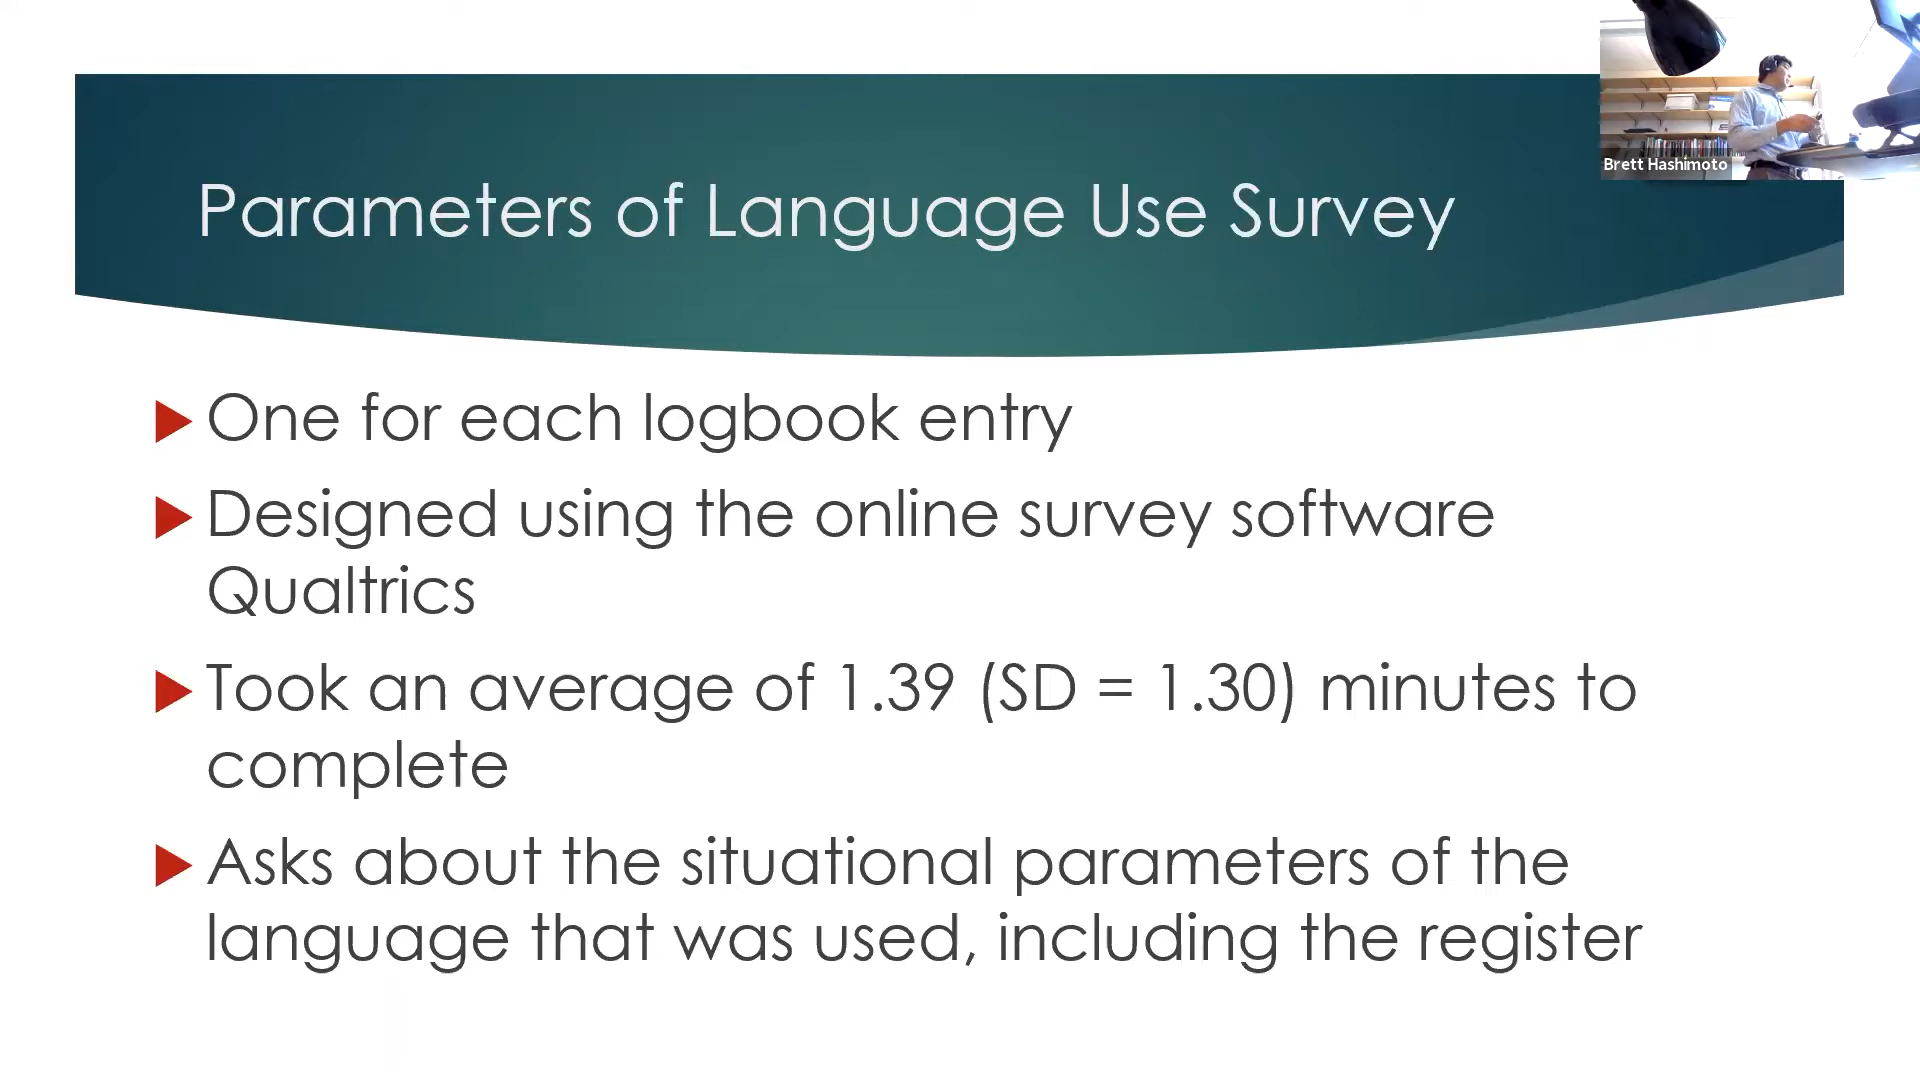 Brett Hashimoto
Parameters of Language Use Survey
One for each logbook entry
Designed using the online survey software
Qualtrics
Took an average of 1.39 (SD = 1.30) minutes to
complete
Asks about the situational parameters of the
language that was used, including the register